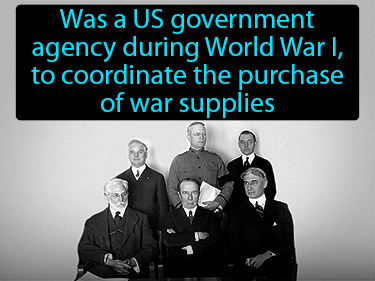 Was a US government
agency during World War I,
to coordinate the purchase
of war supplies